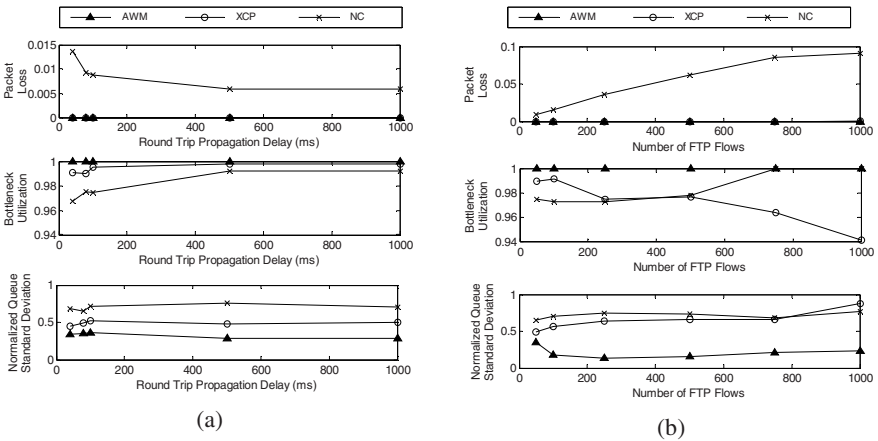 AWM XCP NC
Packet Loss
0.015
0.01
0.005
0
0 200 400 600 800 1000
Round Trip Propagation Delay (ms)
Bottleneck Utilization
1
0.98
0.96
0.94
0 200 400 600 800 1000
Round Trip Propagation Delay (ms)
Normalized Queue Standard Deviation
1
0.5
0
0 200 400 600 800 1000
Round Trip Propagation Delay (ms)
(a)
AWM XCP NC
Packet Loss
0.1
0.05
0
0 200 400 600 800 1000
Number of FTP Flows
Bottleneck Utilization
1
0.98
0.96
0.94
0 200 400 600 800 1000
Number of FTP Flows
Normalized Queue Standard Deviation
1
0.5
0
0 200 400 600 800 1000
Number of FTP Flows
(b)